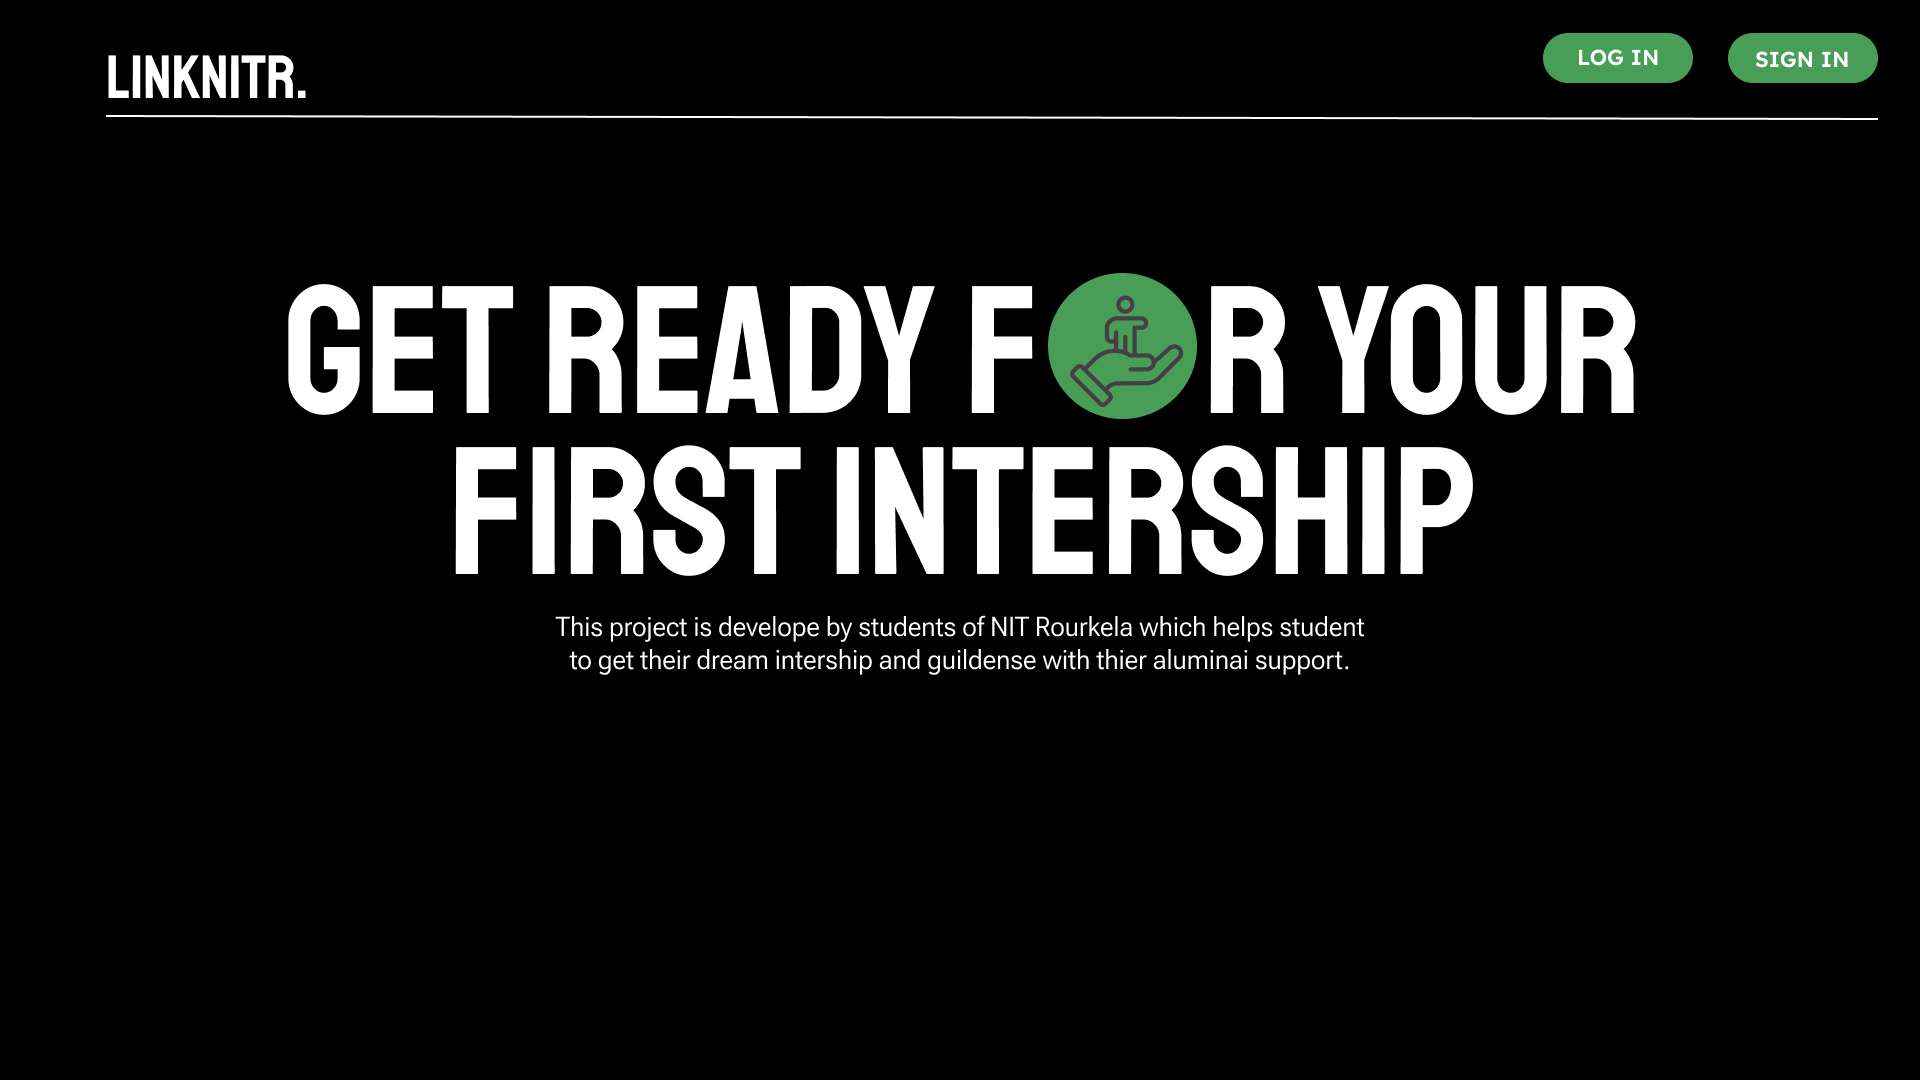 LINKNITR.
LOG IN
SIGN IN
GET READY F R YOUR
FIRST INTERSHIP
This project is develope by students of NIT Rourkela which helps student
to get their dream intership and guildense with thier aluminai support.